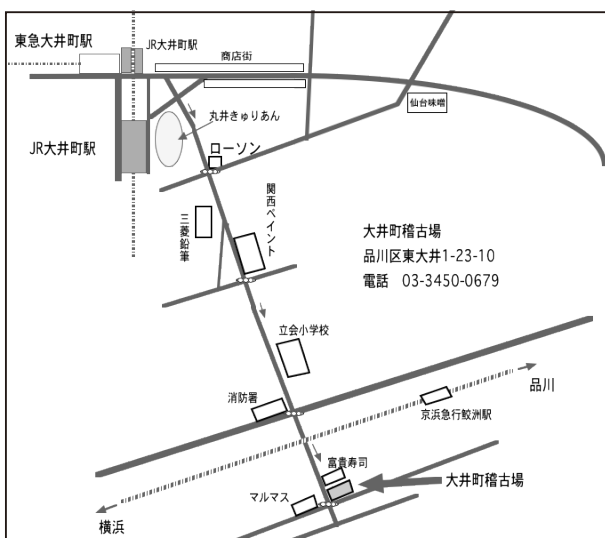 東急大井町駅
JR大井町駅
商店街
仙台味噌
丸井きゅりあん
JR大井町駅
ローソン
三菱鉛筆
関西ペイント
大井町稽古場
品川区東大井1-23-10
電話　03-3450-0679
立会小学校
品川
消防署
京浜急行鮫洲駅
富貴寿司
大井町稽古場
マルマス
横浜